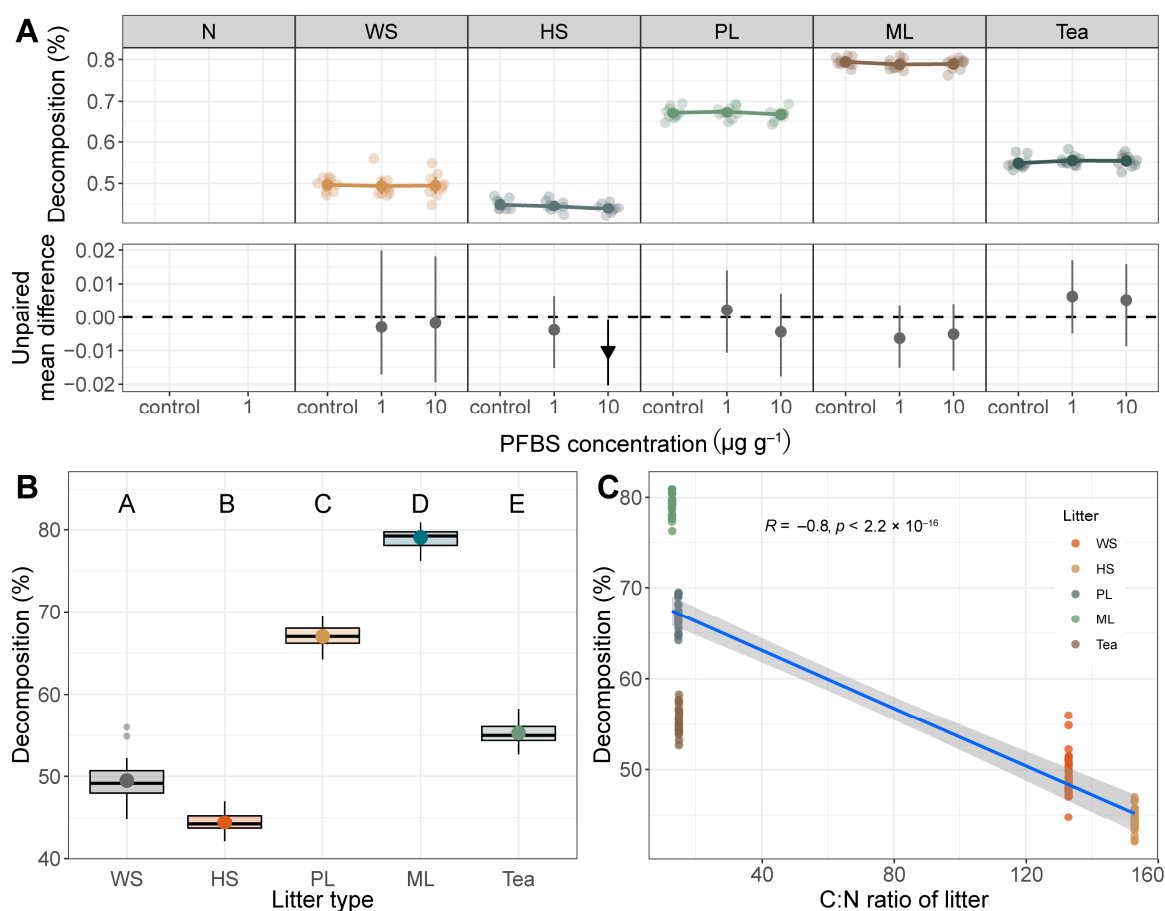 A
N WS HS PL ML Tea
Decomposition (%)
0.8
0.7
0.6
0.5
Unpaired
mean difference
0.02
0.01
0.00
−0.01
−0.02
control 1 control 1 10 control 1 10 control 1 10 control 1 10 control 1 10
PFBS concentration (μg g⁻¹)
B
A B C D E
Decomposition (%)
80
70
60
50
40
WS HS PL ML Tea
Litter type
C
R = −0.8, p < 2.2 × 10⁻¹⁶
Litter
WS
HS
PL
ML
Tea
Decomposition (%)
80
70
60
50
40 80 120 160
C:N ratio of litter